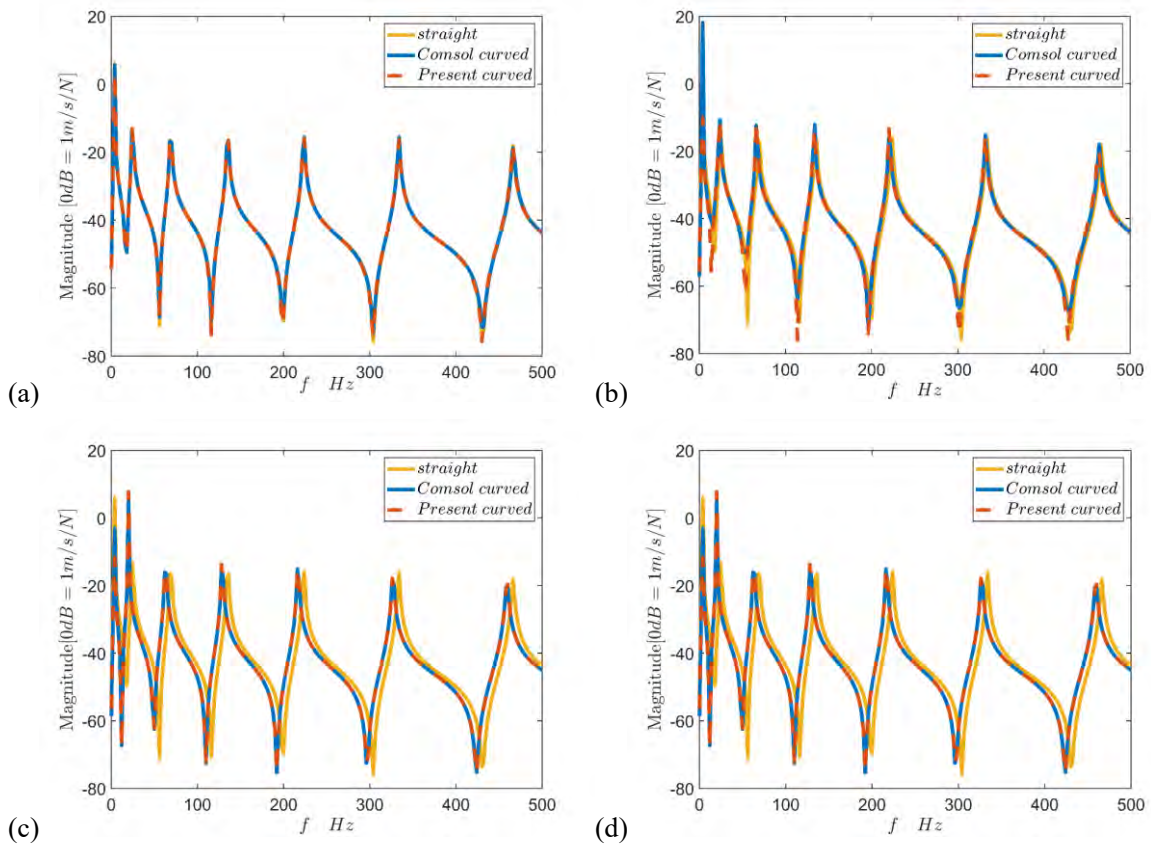 20
0
-20
-40
-60
-80
0 100 200 300 400 500
Magnitude [0dB = 1m/s/N]
f Hz
straight
Comsol curved
Present curved
(a)
20
0
-20
-40
-60
-80
0 100 200 300 400 500
Magnitude [0dB = 1m/s/N]
f Hz
straight
Comsol curved
Present curved
(b)
20
0
-20
-40
-60
-80
0 100 200 300 400 500
Magnitude[0dB = 1m/s/N]
f Hz
straight
Comsol curved
Present curved
(c)
20
0
-20
-40
-60
-80
0 100 200 300 400 500
Magnitude[0dB = 1m/s/N]
f Hz
straight
Comsol curved
Present curved
(d)